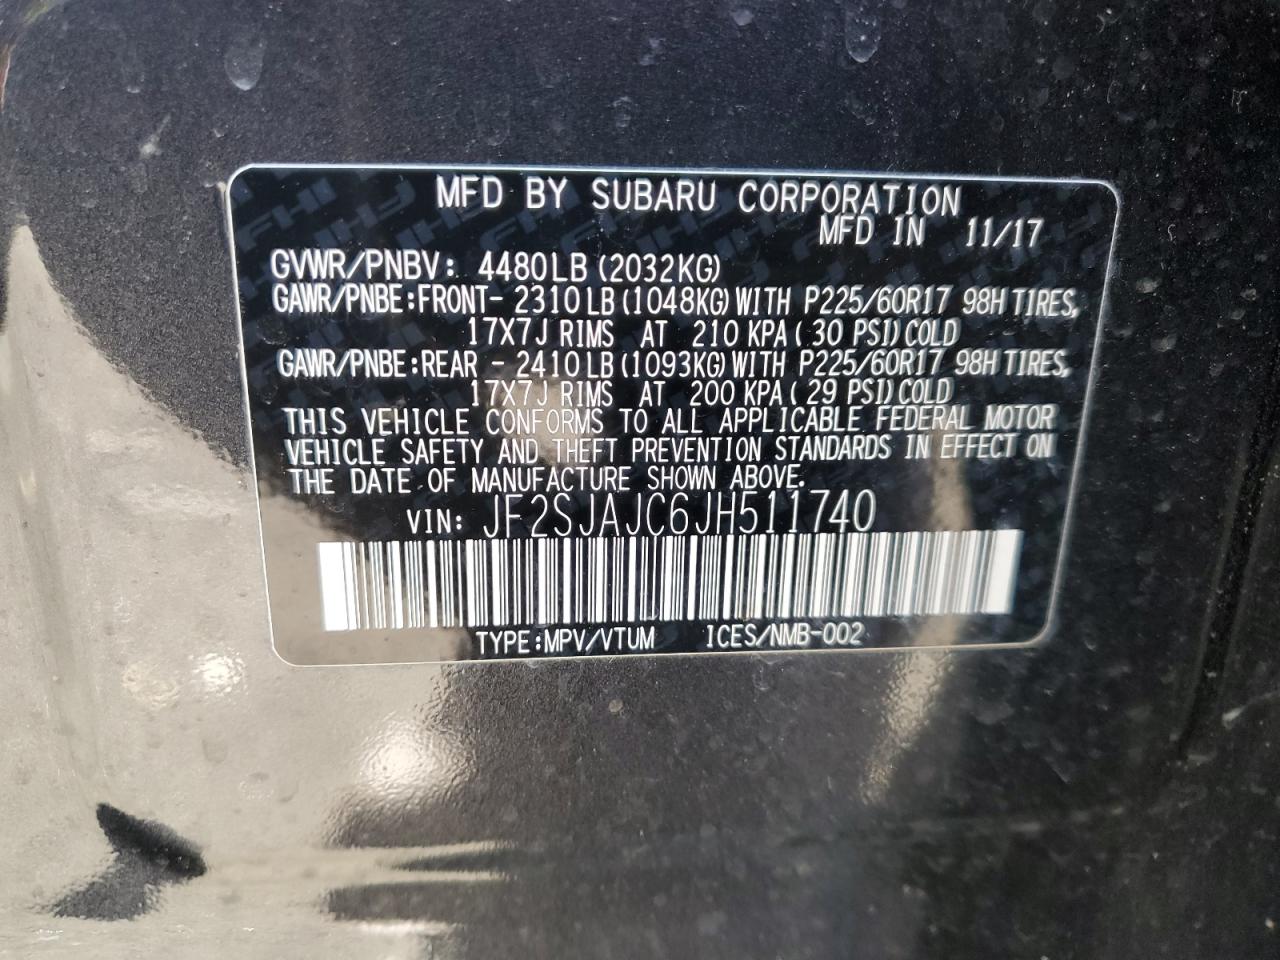 MFD BY SUBARU CORPORATION
MFD IN 11/17
GVWR/PNBV: 4480LB (2032KG)
GAWR/PNBE:FRONT- 2310LB (1048KG) WITH P225/60R17 98H TIRES,
17X7J RIMS AT 210 KPA( 30 PSI)COLD
GAWR/PNBE:REAR - 2410LB (1093KG) WITH P225/60R17 98H TIRES,
17X7J RIMS AT 200 KPA( 29 PSI)COLD
THIS VEHICLE CONFORMS TO ALL APPLICABLE FEDERAL MOTOR
VEHICLE SAFETY AND THEFT PREVENTION STANDARDS IN EFFECT ON
THE DATE OF MANUFACTURE SHOWN ABOVE.
VIN: JF2SJAJC6JH511740
TYPE:MPV/VTUM ICES/NMB-002